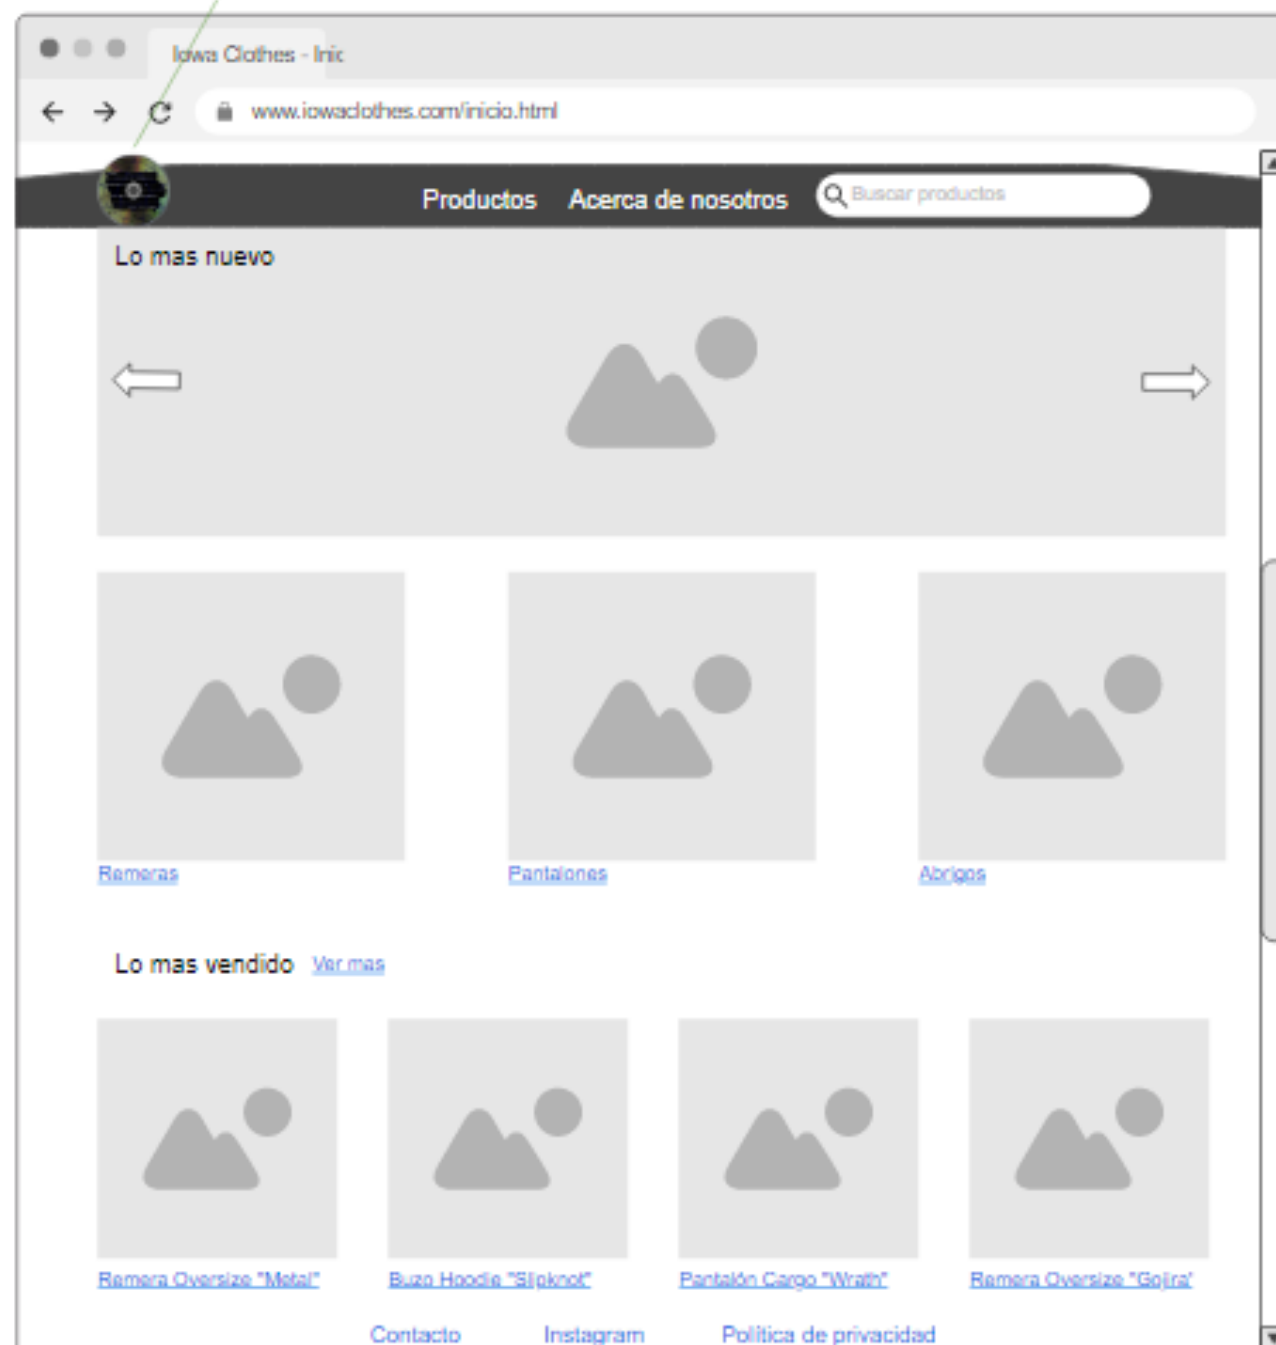 Iowa Clothes - Inic
www.iowaclothes.com/inicio.html
Productos Acerca de nosotros Buscar productos
Lo mas nuevo
Remeras Pantalones Abrigos
Lo mas vendido Ver mas
Remera Oversize "Metal" Buzo Hoodie "Slipknot" Pantalón Cargo "Wrath" Remera Oversize "Gojira"
Contacto Instagram Política de privacidad